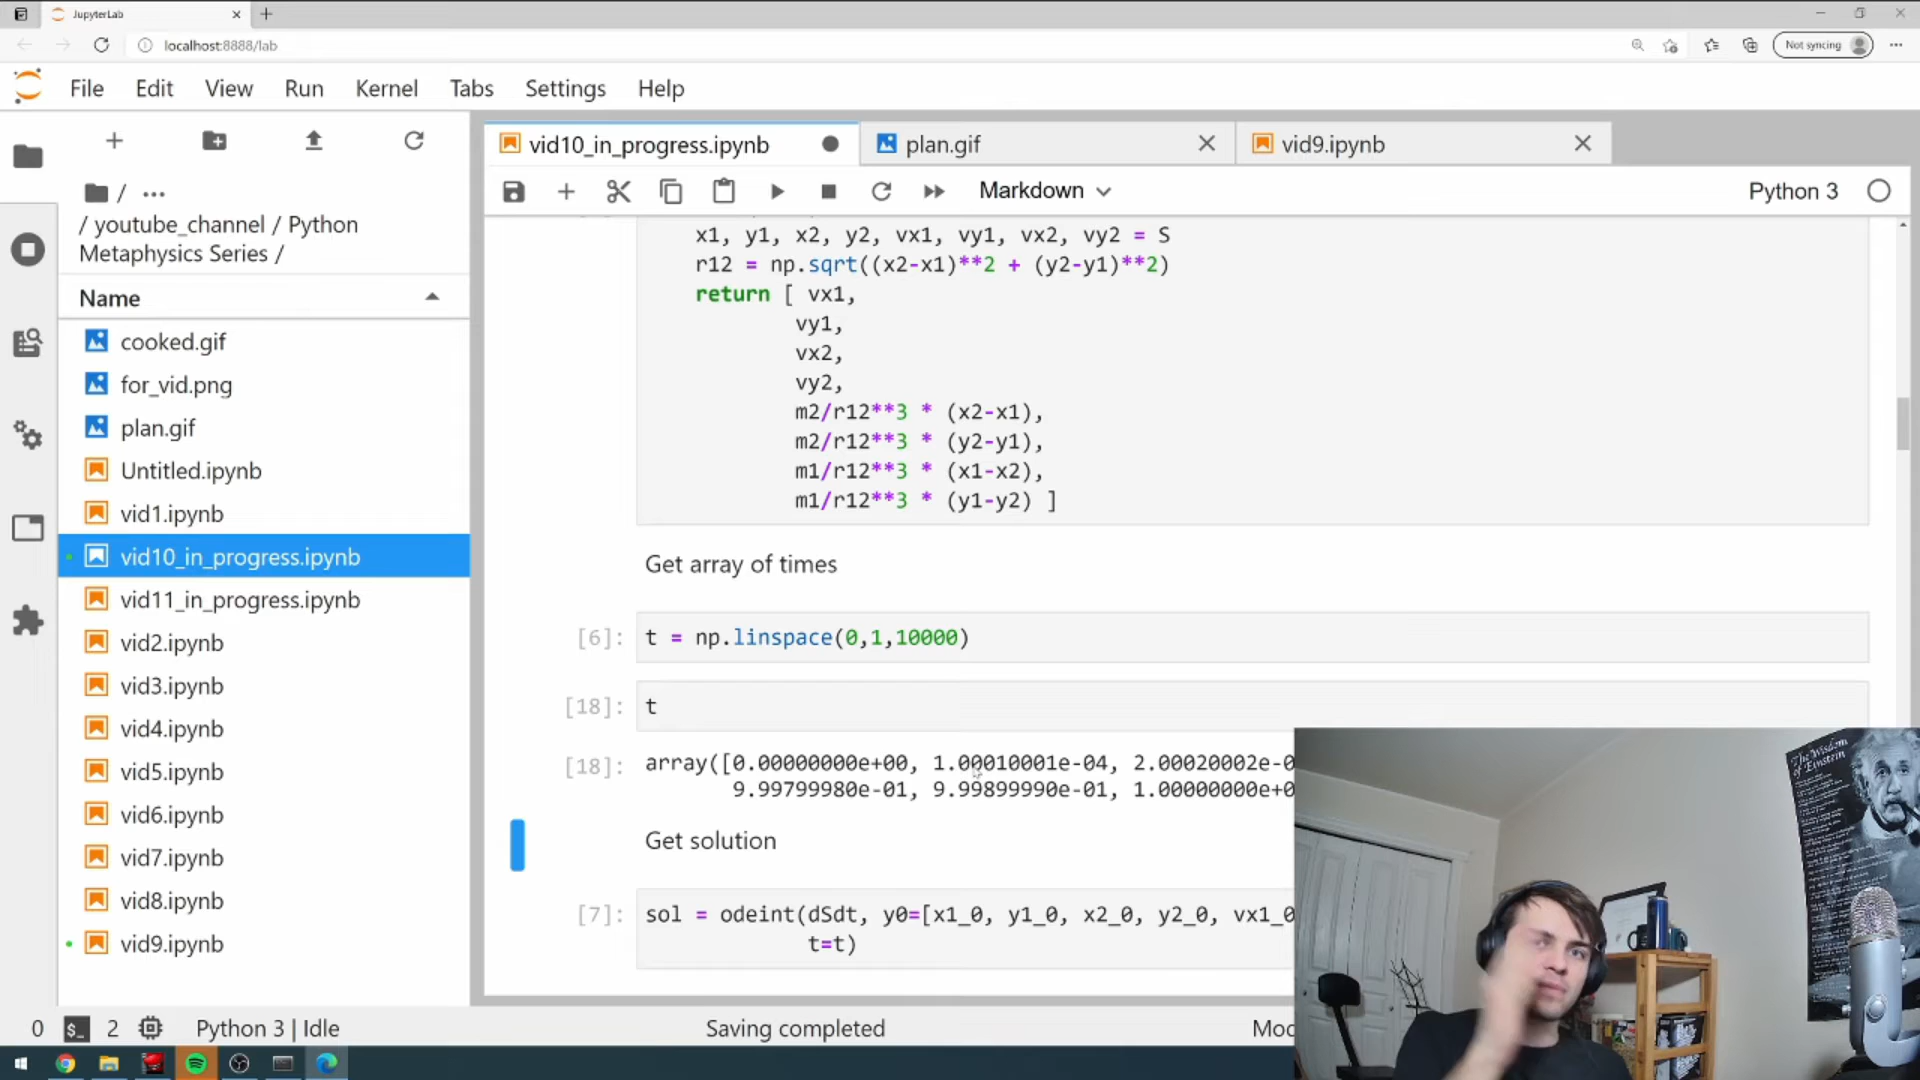 JupyterLab
localhost:8888/lab
Not syncing
File Edit View Run Kernel Tabs Settings Help
/ ...
/ youtube_channel / Python
Metaphysics Series /
Name
cooked.gif
for_vid.png
plan.gif
Untitled.ipynb
vid1.ipynb
vid10_in_progress.ipynb
vid11_in_progress.ipynb
vid2.ipynb
vid3.ipynb
vid4.ipynb
vid5.ipynb
vid6.ipynb
vid7.ipynb
vid8.ipynb
vid9.ipynb
vid10_in_progress.ipynb
plan.gif
vid9.ipynb
Markdown
Python 3
x1, y1, x2, y2, vx1, vy1, vx2, vy2 = S
r12 = np.sqrt((x2-x1)**2 + (y2-y1)**2)
return [ vx1,
vy1,
vx2,
vy2,
m2/r12**3 * (x2-x1),
m2/r12**3 * (y2-y1),
m1/r12**3 * (x1-x2),
m1/r12**3 * (y1-y2) ]
Get array of times
[6]: t = np.linspace(0,1,10000)
[18]: t
[18]: array([0.00000000e+00, 1.00010001e-04, 2.00020002e-0
9.99799980e-01, 9.99899990e-01, 1.00000000e+0
Get solution
[7]: sol = odeint(dSdt, y0=[x1_0, y1_0, x2_0, y2_0, vx1_0
t=t)
0 $_ 2 Python 3 | Idle Saving completed Mod
The Wisdom
of Einstein